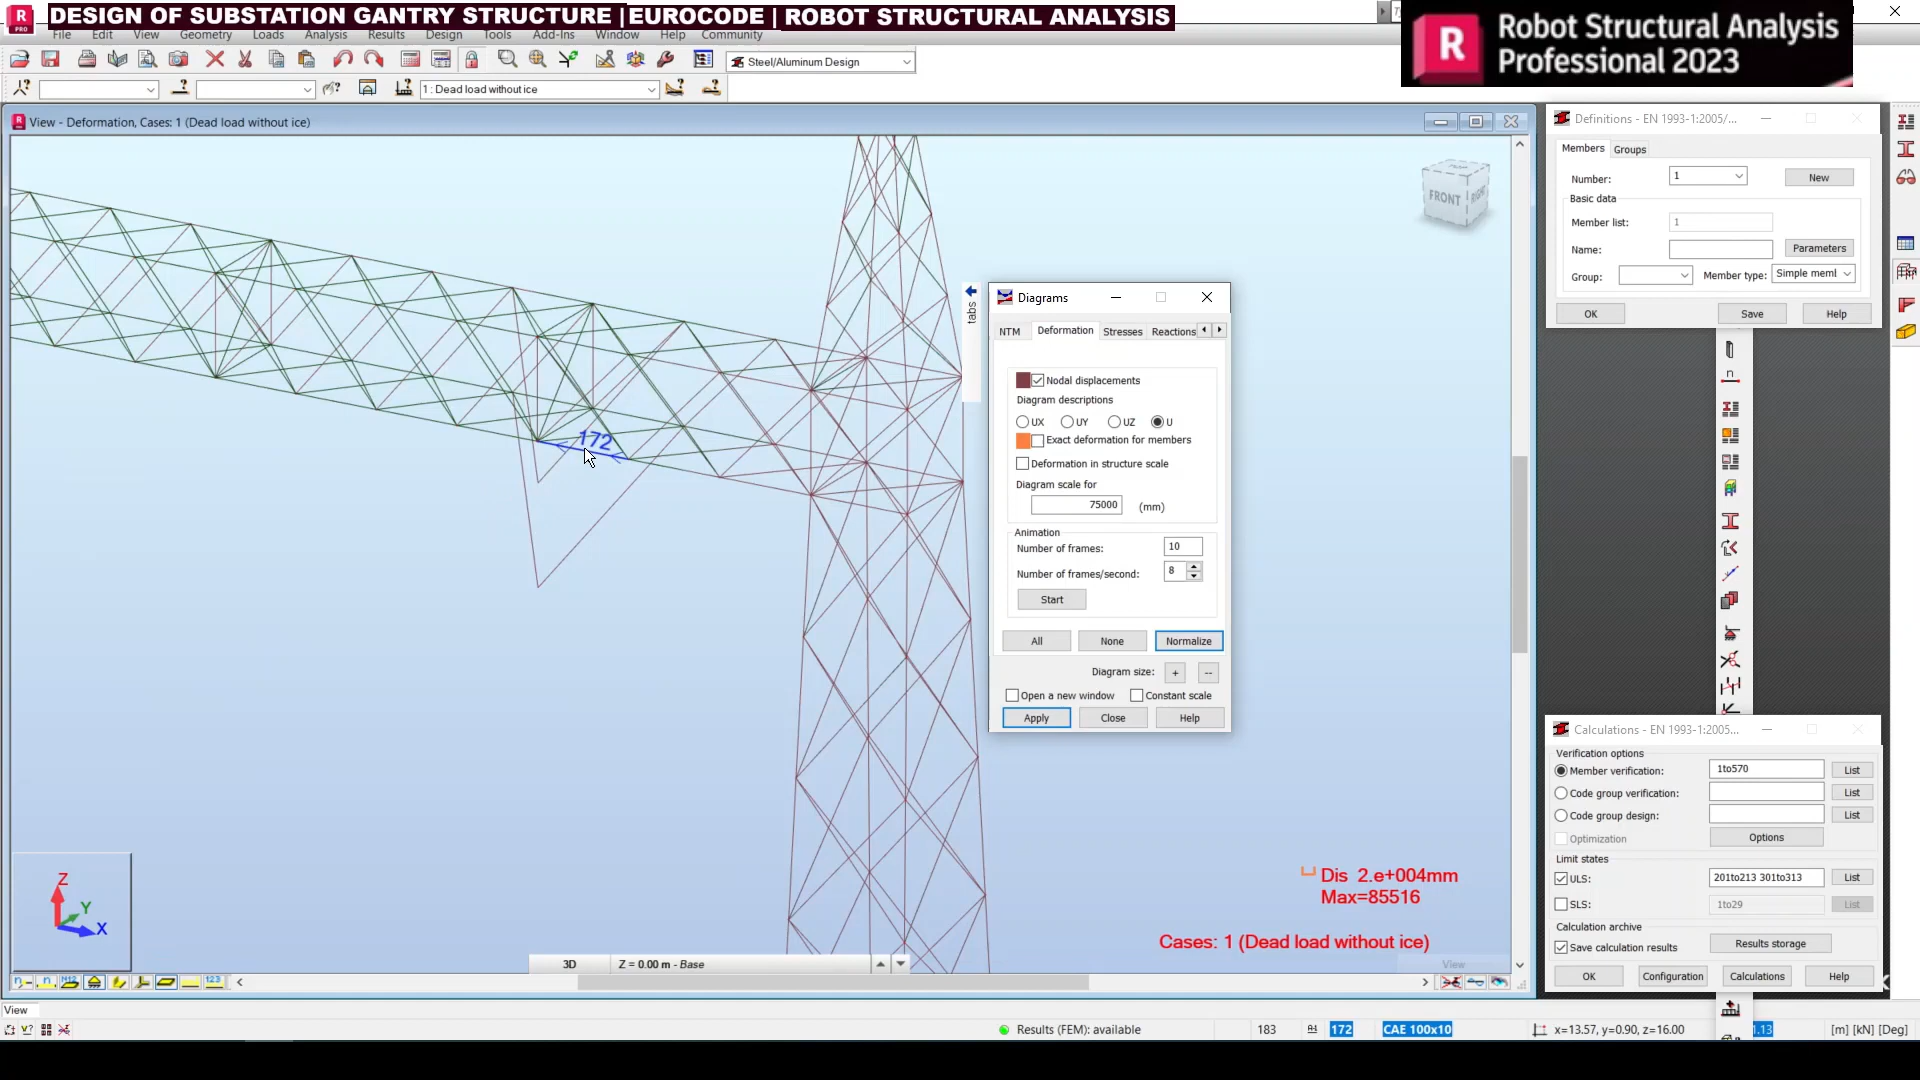 DESIGN OF SUBSTATION GANTRY STRUCTURE | EUROCODE | ROBOT STRUCTURAL ANALYSIS
R Robot Structural Analysis
Professional 2023
File Edit View Geometry Loads Analysis Results Design Tools Add-Ins Window Help Community
Steel/Aluminum Design
1 : Dead load without ice
View - Deformation, Cases: 1 (Dead load without ice)
FRONT RIGHT
172
tabs
Diagrams
NTM Deformation Stresses Reactions
Nodal displacements
Diagram descriptions
UX UY UZ U
Exact deformation for members
Deformation in structure scale
Diagram scale for
75000 (mm)
Animation
Number of frames: 10
Number of frames/second: 8
Start
All None Normalize
Diagram size: + --
Open a new window Constant scale
Apply Close Help
Definitions - EN 1993-1:2005/...
Members Groups
Number: 1 New
Basic data
Member list: 1
Name: Parameters
Group: Member type: Simple meml
OK Save Help
Calculations - EN 1993-1:2005...
Verification options
Member verification: 1to570 List
Code group verification: List
Code group design: List
Optimization Options
Limit states
ULS: 201to213 301to313 List
SLS: 1to29 List
Calculation archive
Save calculation results Results storage
OK Configuration Calculations Help
Dis 2.e+004mm
Max=85516
Cases: 1 (Dead load without ice)
Z
Y
X
3D Z = 0.00 m - Base
View
View
Results (FEM): available 183 172 CAE 100x10 x=13.57, y=0.90, z=16.00 [m] [kN] [Deg]